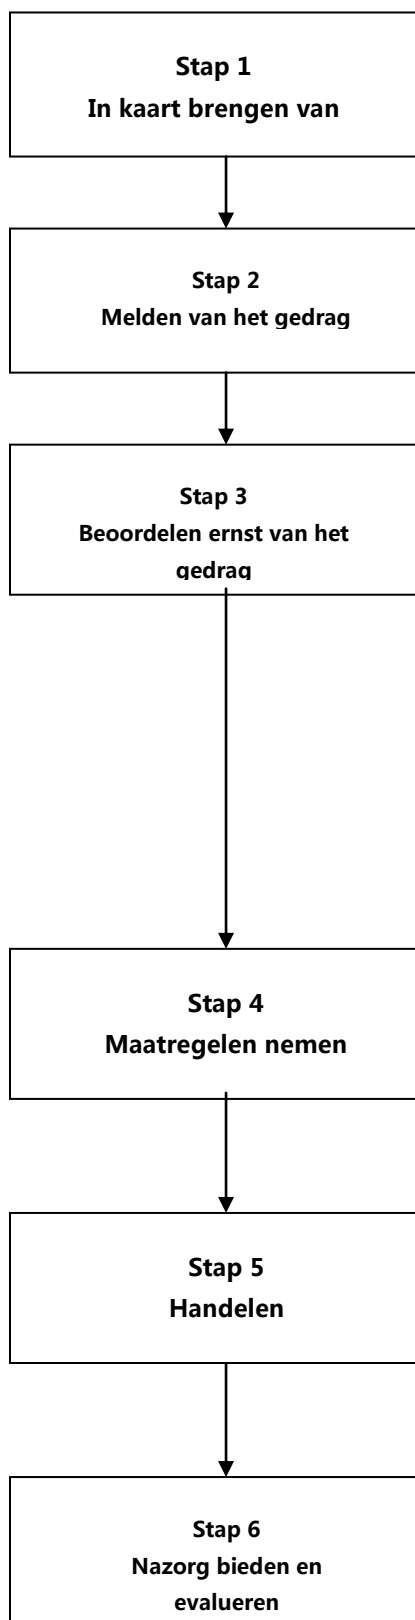 Stap 1
In kaart brengen van
Stap 2
Melden van het gedrag
Stap 3
Beoordelen ernst van het
gedrag
Stap 4
Maatregelen nemen
Stap 5
Handelen
Stap 6
Nazorg bieden en
evalueren